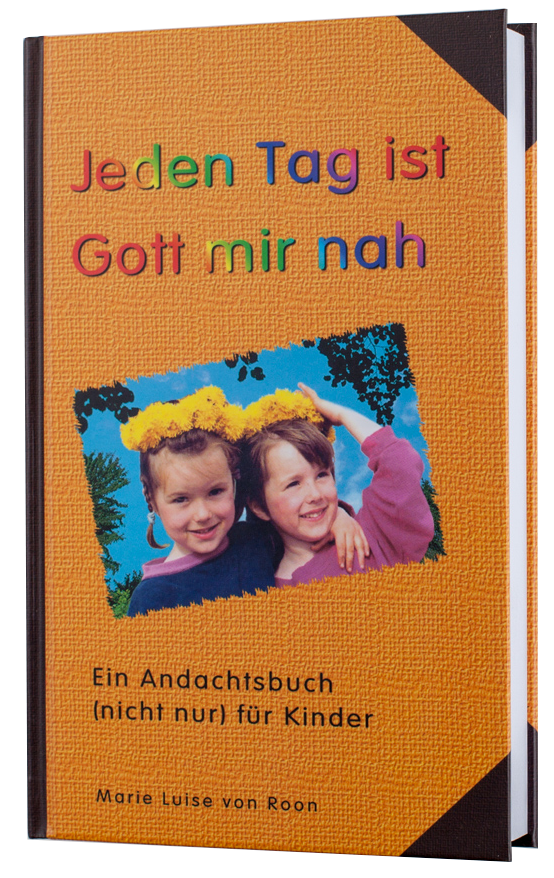 Jeden Tag ist
Gott mir nah
Ein Andachtsbuch
(nicht nur) für Kinder
Marie Luise von Roon